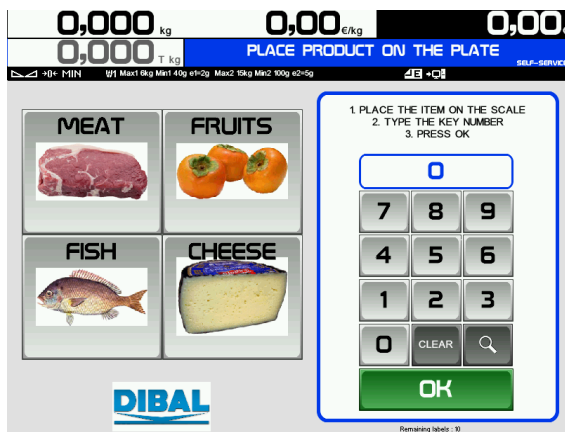 0,000 kg
0,00 €/kg
0,00
0,000 T kg
PLACE PRODUCT ON THE PLATE
SELF-SERVICE
→0← MIN W1 Max1 6kg Min1 40g e1=2g Max2 15kg Min2 100g e2=5g
MEAT
FRUITS
FISH
CHEESE
DIBAL
1. PLACE THE ITEM ON THE SCALE
2. TYPE THE KEY NUMBER
3. PRESS OK
0
7 8 9
4 5 6
1 2 3
0 CLEAR
OK
Remaining labels : 10